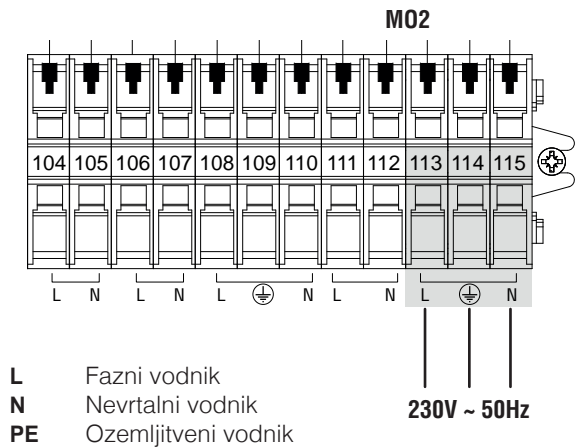 M02
104 105 106 107 108 109 110 111 112 113 114 115
L N L N L N L N L N
230V ~ 50Hz
L Fazni vodnik
N Nevrtalni vodnik
PE Ozemljitveni vodnik